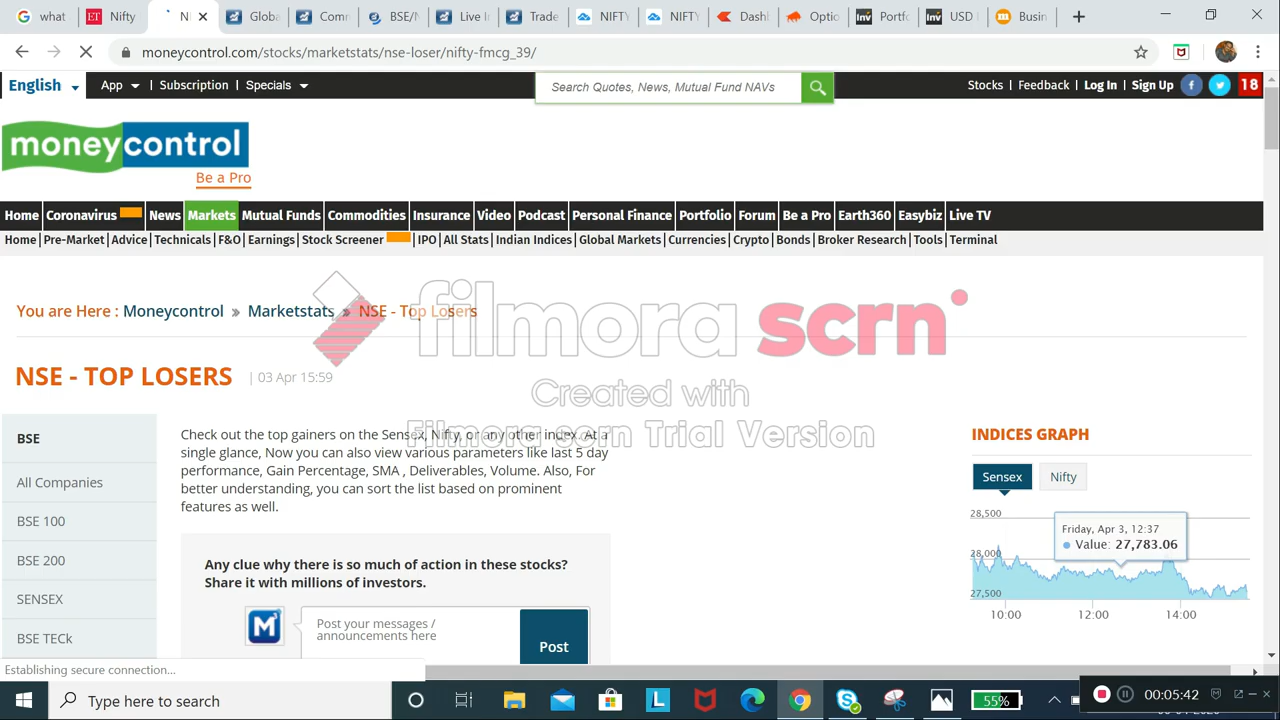 what
Nifty
N
Globa
Comm
BSE/N
Live I
Trade
NIFTY
NIFTY
Dashb
Optio
Portfo
USD I
Busin
moneycontrol.com/stocks/marketstats/nse-loser/nifty-fmcg_39/
English App Subscription Specials
Search Quotes, News, Mutual Fund NAVs
Stocks Feedback Log In Sign Up 18
moneycontrol
Be a Pro
Home Coronavirus News Markets Mutual Funds Commodities Insurance Video Podcast Personal Finance Portfolio Forum Be a Pro Earth360 Easybiz Live TV
Home Pre-Market Advice Technicals F&O Earnings Stock Screener IPO All Stats Indian Indices Global Markets Currencies Crypto Bonds Broker Research Tools Terminal
You are Here : Moneycontrol » Marketstats » NSE - Top Losers
filmora scrn
Created with
Filmora scrn Trial Version
NSE - TOP LOSERS | 03 Apr 15:59
BSE
All Companies
BSE 100
BSE 200
SENSEX
BSE TECk
Check out the top gainers on the Sensex, Nifty, or any other index. At a
single glance, Now you can also view various parameters like last 5 day
performance, Gain Percentage, SMA , Deliverables, Volume. Also, For
better understanding, you can sort the list based on prominent
features as well.
Any clue why there is so much of action in these stocks?
Share it with millions of investors.
Post your messages /
announcements here
Post
INDICES GRAPH
Sensex Nifty
28,500
28,000
27,500
Friday, Apr 3, 12:37
Value: 27,783.06
10:00 12:00 14:00
Establishing secure connection...
Type here to search
55%
00:05:42